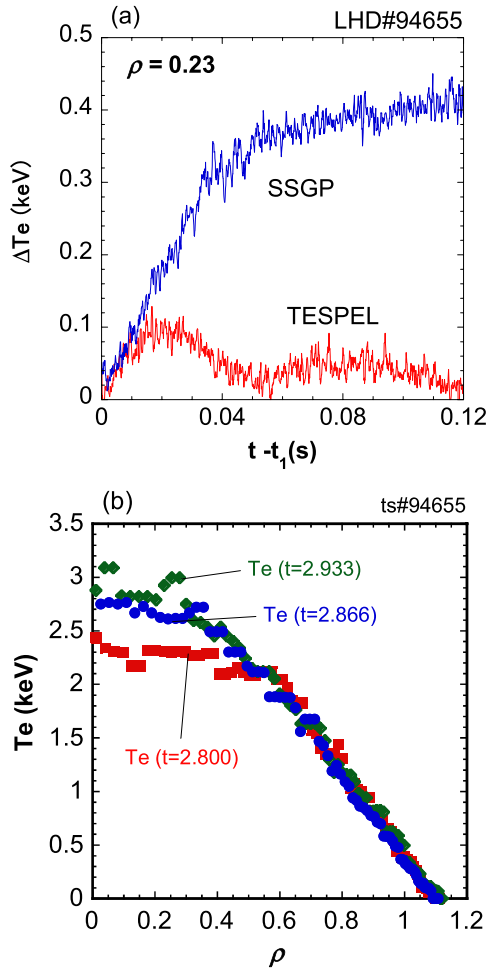 (a) LHD#94655
0.5
ρ = 0.23
0.4
0.3
SSGP
ΔTe (keV)
0.2
TESPEL
0.1
0
0 0.04 0.08 0.12
t -t1(s)
(b) ts#94655
3.5
Te (t=2.933)
3
Te (t=2.866)
2.5
2
Te (keV)
1.5
Te (t=2.800)
1
0.5
0
0 0.2 0.4 0.6 0.8 1 1.2
ρ